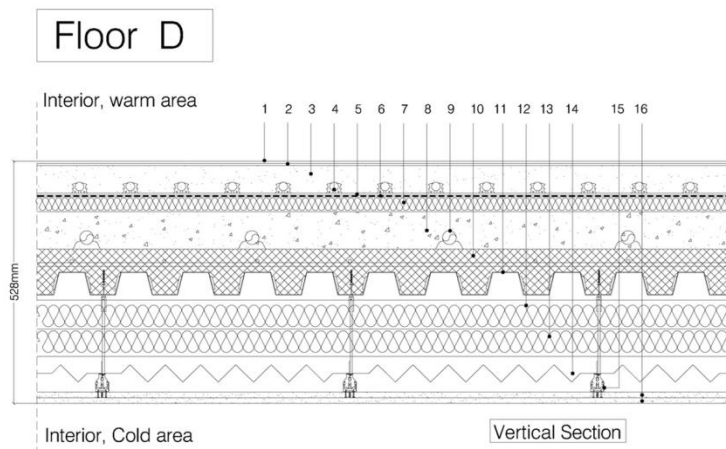 Floor D
Interior, warm area
1 2 3 4 5 6 7 8 9 10 11 12 13 14 15 16
528mm
Interior, Cold area
Vertical Section